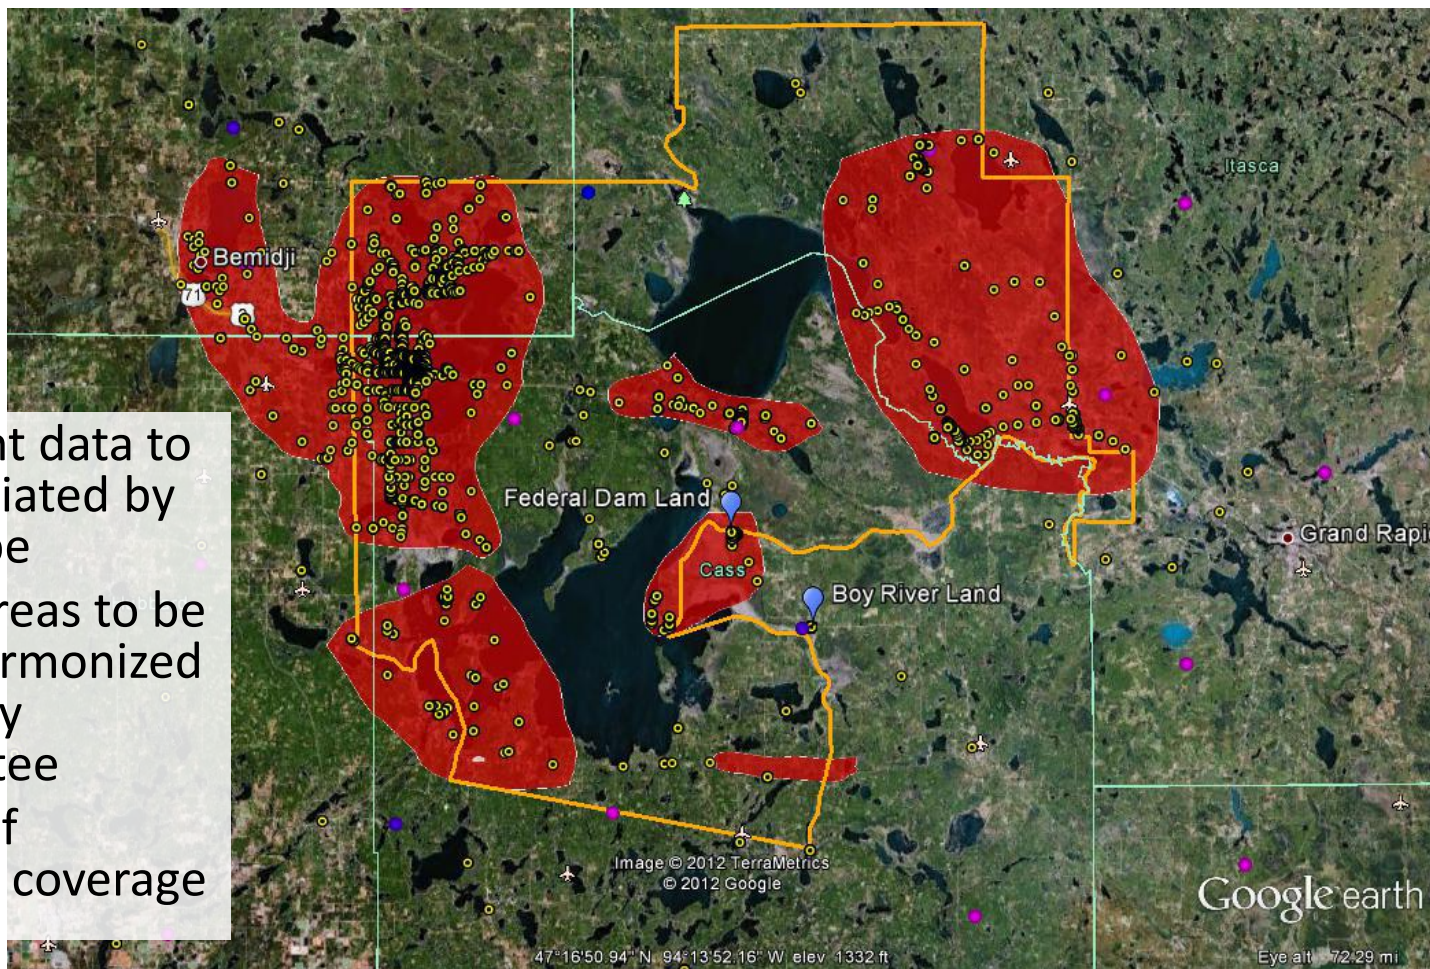 Itasca
Bemidji
71
2
nt data to
iated by
pe
Federal Dam Land
Grand Rapi
Cass
Boy River Land
reas to be
rmonized
y
tee
f
coverage
Image © 2012 TerraMetrics
© 2012 Google
Google earth
47°16'50.94" N 94°13'52.16" W elev 1332 ft
Eye alt 72.29 mi